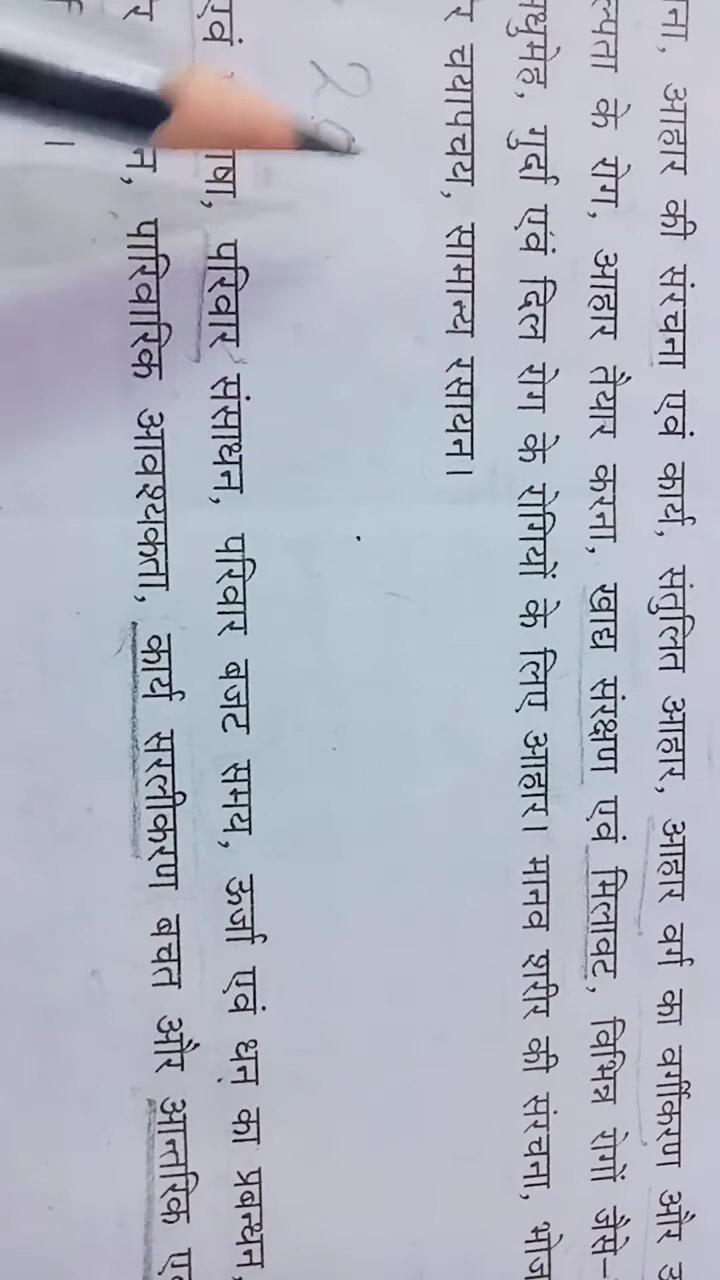 आहार की संरचना एवं कार्य, संतुलित आहार, आहार वर्ग का वर्गीकरण और
के रोग, आहार तैयार करना, खाद्य संरक्षण एवं मिलावट, विभिन्न रोगों जैसे-
मधुमेह, गुर्दा एवं दिल रोग के रोगियों के लिए आहार। मानव शरीर की संरचना,
चयापचय, सामान्य रसायन।
20
एवं परिवार संसाधन, परिवार बजट समय, ऊर्जा एवं धन का प्रबन्धन,
पारिवारिक आवश्यकता, कार्य सरलीकरण बचत और आन्तरिक